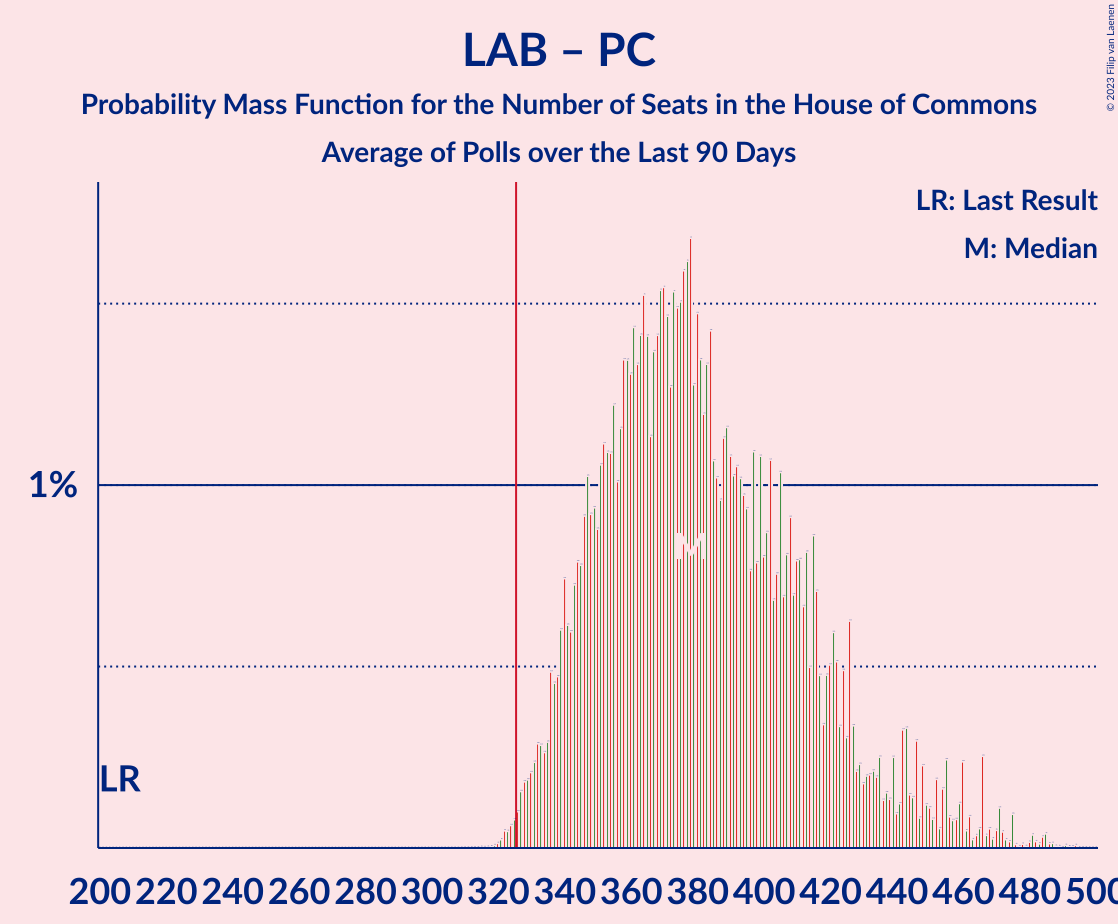 LAB – PC
Probability Mass Function for the Number of Seats in the House of Commons
Average of Polls over the Last 90 Days
© 2023 Filip van Laenen
LR: Last Result
M: Median
1%
M
LR
200 220 240 260 280 300 320 340 360 380 400 420 440 460 480 500